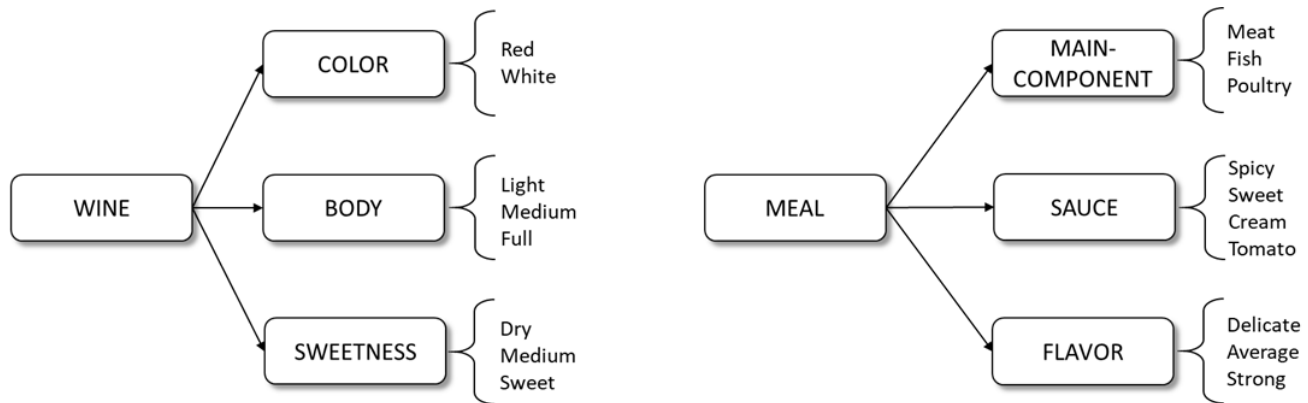 WINE
COLOR
Red
White
BODY
Light
Medium
Full
SWEETNESS
Dry
Medium
Sweet
MEAL
MAIN-
COMPONENT
Meat
Fish
Poultry
SAUCE
Spicy
Sweet
Cream
Tomato
FLAVOR
Delicate
Average
Strong